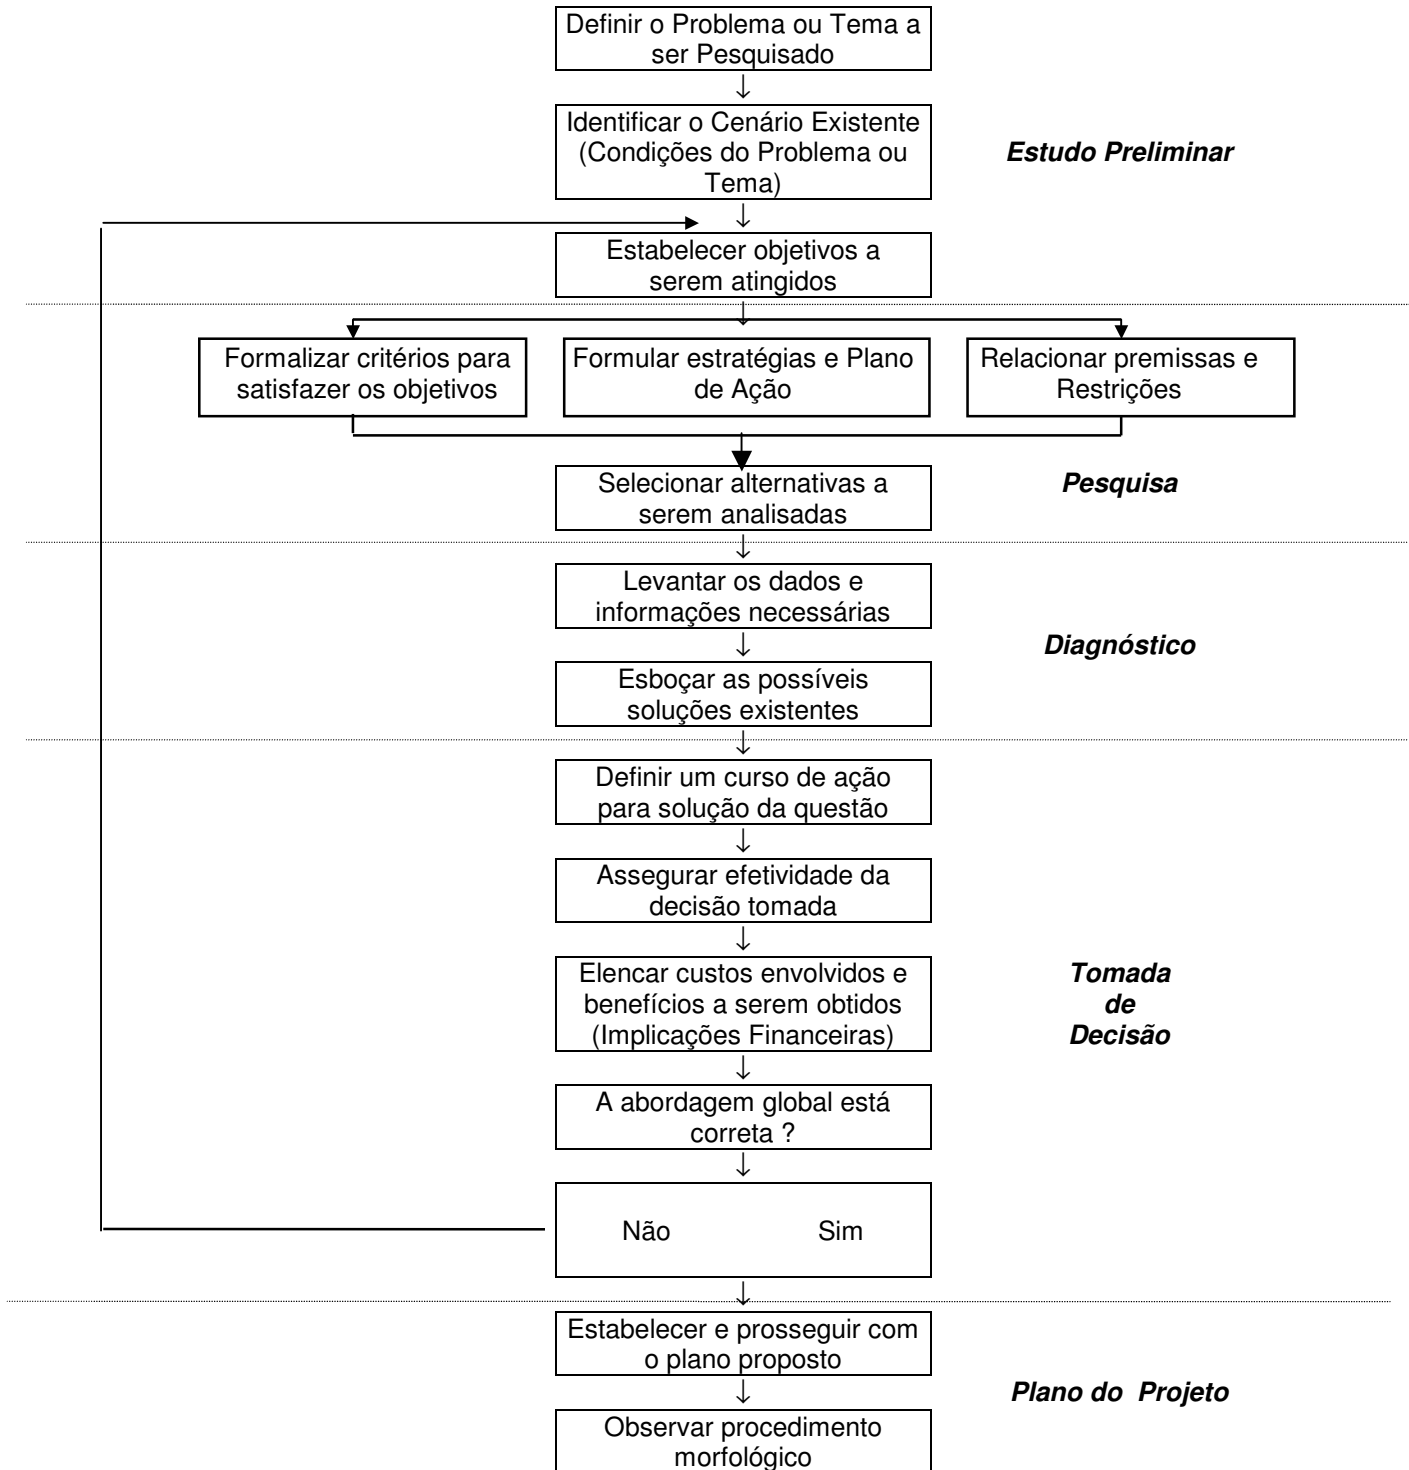 Definir o Problema ou Tema a
ser Pesquisado
Identificar o Cenário Existente
(Condições do Problema ou
Tema)
Estudo Preliminar
Estabelecer objetivos a
serem atingidos
Formalizar critérios para
satisfazer os objetivos
Formular estratégias e Plano
de Ação
Relacionar premissas e
Restrições
Selecionar alternativas a
serem analisadas
Pesquisa
Levantar os dados e
informações necessárias
Diagnóstico
Esboçar as possíveis
soluções existentes
Definir um curso de ação
para solução da questão
Assegurar efetividade da
decisão tomada
Elencar custos envolvidos e
benefícios a serem obtidos
(Implicações Financeiras)
Tomada
de
Decisão
A abordagem global está
correta ?
Não Sim
Estabelecer e prosseguir com
o plano proposto
Plano do Projeto
Observar procedimento
morfológico